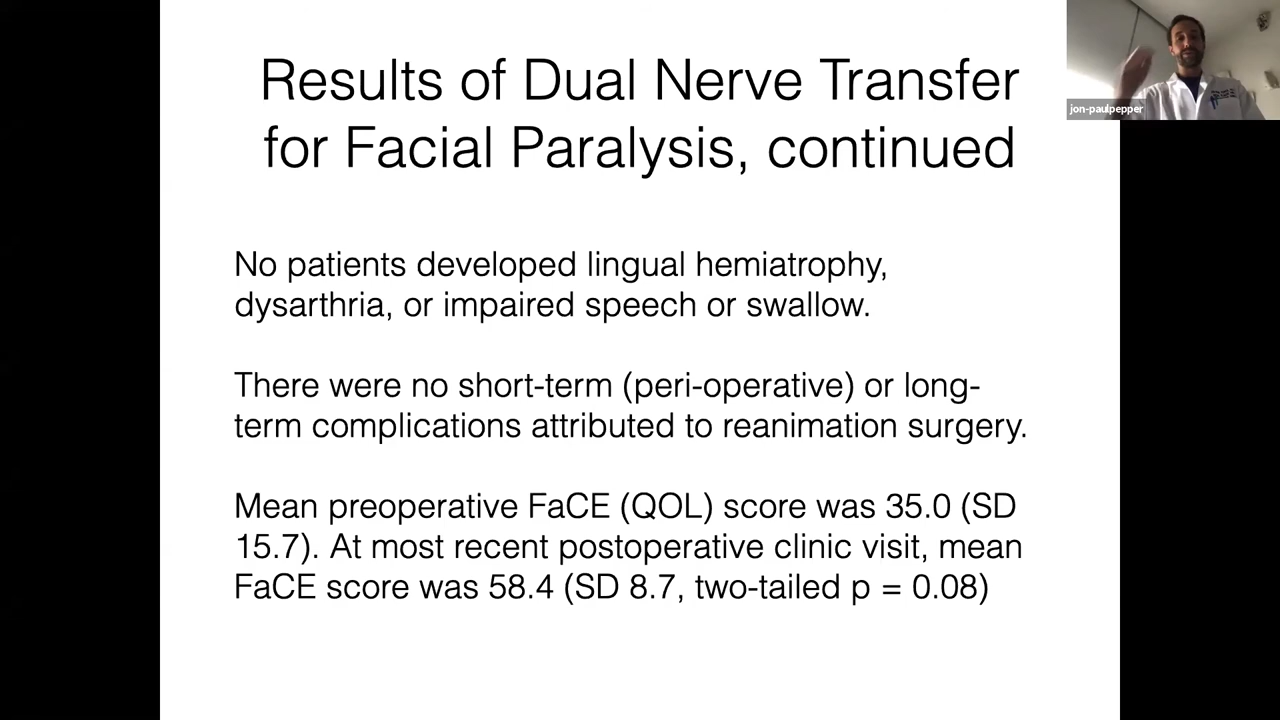 Results of Dual Nerve Transfer
for Facial Paralysis, continued
jon-paulpepper
No patients developed lingual hemiatrophy,
dysarthria, or impaired speech or swallow.
There were no short-term (peri-operative) or long-
term complications attributed to reanimation surgery.
Mean preoperative FaCE (QOL) score was 35.0 (SD
15.7). At most recent postoperative clinic visit, mean
FaCE score was 58.4 (SD 8.7, two-tailed p = 0.08)